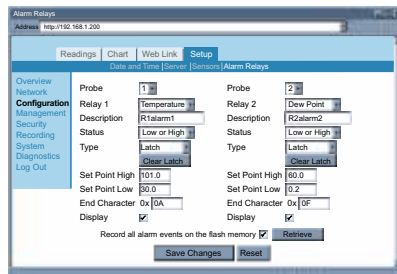 Alarm Relays
Address http://192.168.1.200
Readings Chart Web Link Setup
Date and Time |Server |Sensors |Alarm Relays
Overview
Network
Configuration
Management
Security
Recording
System
Diagnostics
Log Out
Probe 1 Probe 2
Relay 1 Temperature Relay 2 Dew Point
Description R1alarm1 Description R2alarm2
Status Low or High Status Low or High
Type Latch Type Latch
Clear Latch Clear Latch
Set Point High 101.0 Set Point High 60.0
Set Point Low 30.0 Set Point Low 0.2
End Character 0x 0A End Character 0x 0F
Display Display
Record all alarm events on the flash memory Retrieve
Save Changes Reset